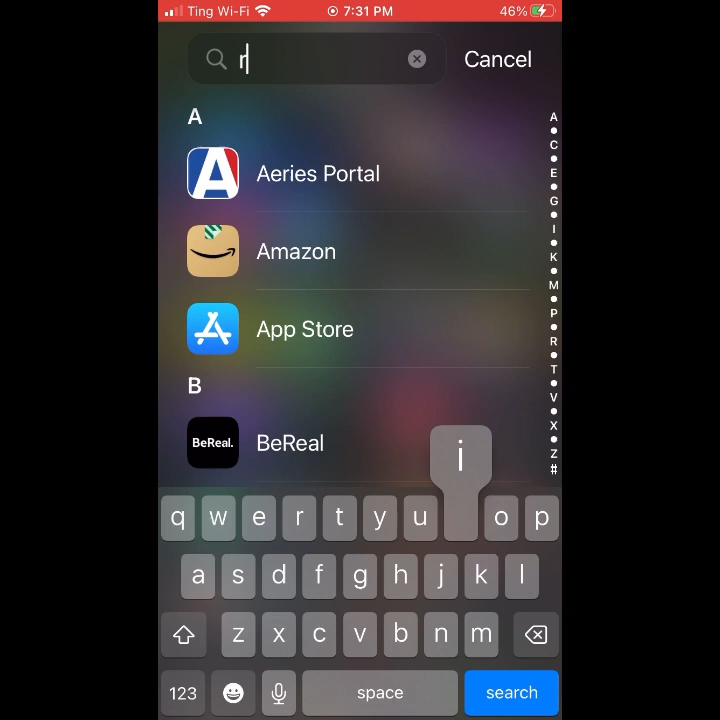 Ting Wi-Fi 7:31 PM 46%
r Cancel
A
Aeries Portal
Amazon
App Store
B
BeReal. BeReal
A
C
E
G
I
K
M
P
R
T
V
X
Z
#
i
q w e r t y u o p
a s d f g h j k l
z x c v b n m
123 space search